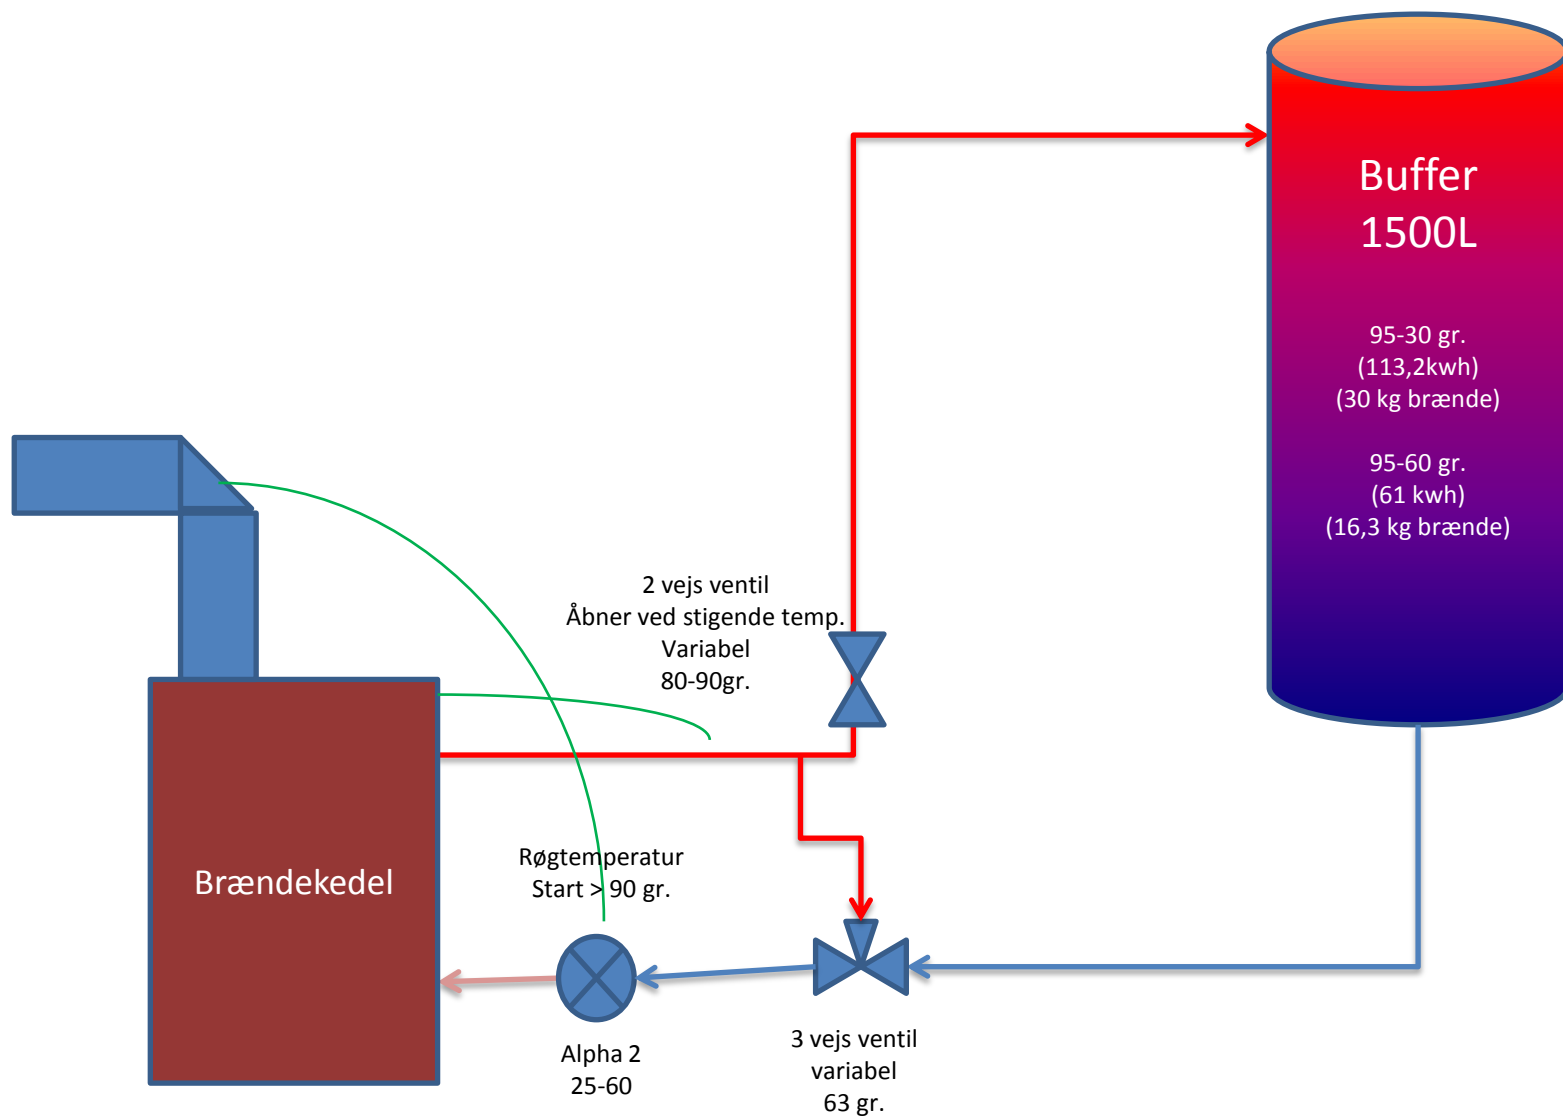 Buffer
1500L
95-30 gr.
(113,2kwh)
(30 kg brænde)
95-60 gr.
(61 kwh)
(16,3 kg brænde)
2 vejs ventil
Åbner ved stigende temp.
Variabel
80-90gr.
Røgtemperatur
Start > 90 gr.
Brændekedel
Alpha 2
25-60
3 vejs ventil
variabel
63 gr.